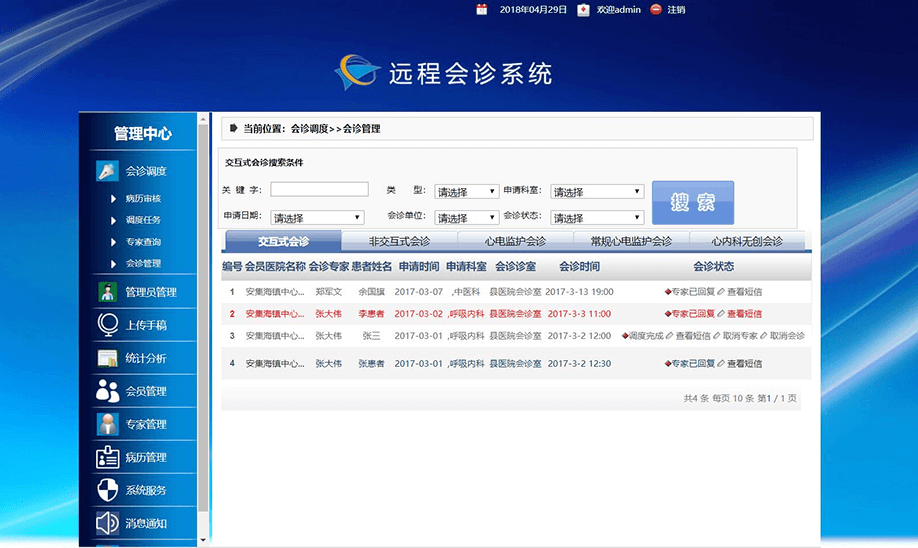 2018年04月29日 欢迎admin 注销
远程会诊系统
管理中心
会诊调度
病历审核
调度任务
专家查询
会诊管理
管理员管理
上传手稿
统计分析
会员管理
专家管理
病历管理
系统服务
消息通知
当前位置：会诊调度>>会诊管理
交互式会诊搜索条件
关 键 字： 类 型： 请选择 申请科室： 请选择
搜 索
申请日期： 请选择 会诊单位： 请选择 会诊状态： 请选择
交互式会诊 非交互式会诊 心电监护会诊 常规心电监护会诊 心内科无创会诊
编号 会员医院名称 会诊专家 患者姓名 申请时间 申请科室 会诊诊室 会诊时间 会诊状态
1 安集海镇中心... 郑军文 余国旗 2017-03-07 ,中医科 县医院会诊室 2017-3-13 19:00 ◆专家已回复 查看短信
2 安集海镇中心... 张大伟 李患者 2017-03-02 ,呼吸内科 县医院会诊室 2017-3-3 11:00 ◆专家已回复 查看短信
3 安集海镇中心... 张大伟 张三 2017-03-01 ,呼吸内科 县医院会诊室 2017-3-2 12:00 ◆调度完成 查看短信 取消专家 取消会诊
4 安集海镇中心... 张大伟 张患者 2017-03-01 ,呼吸内科 县医院会诊室 2017-3-2 12:30 ◆专家已回复 查看短信
共4 条 每页 10 条 第1 / 1 页